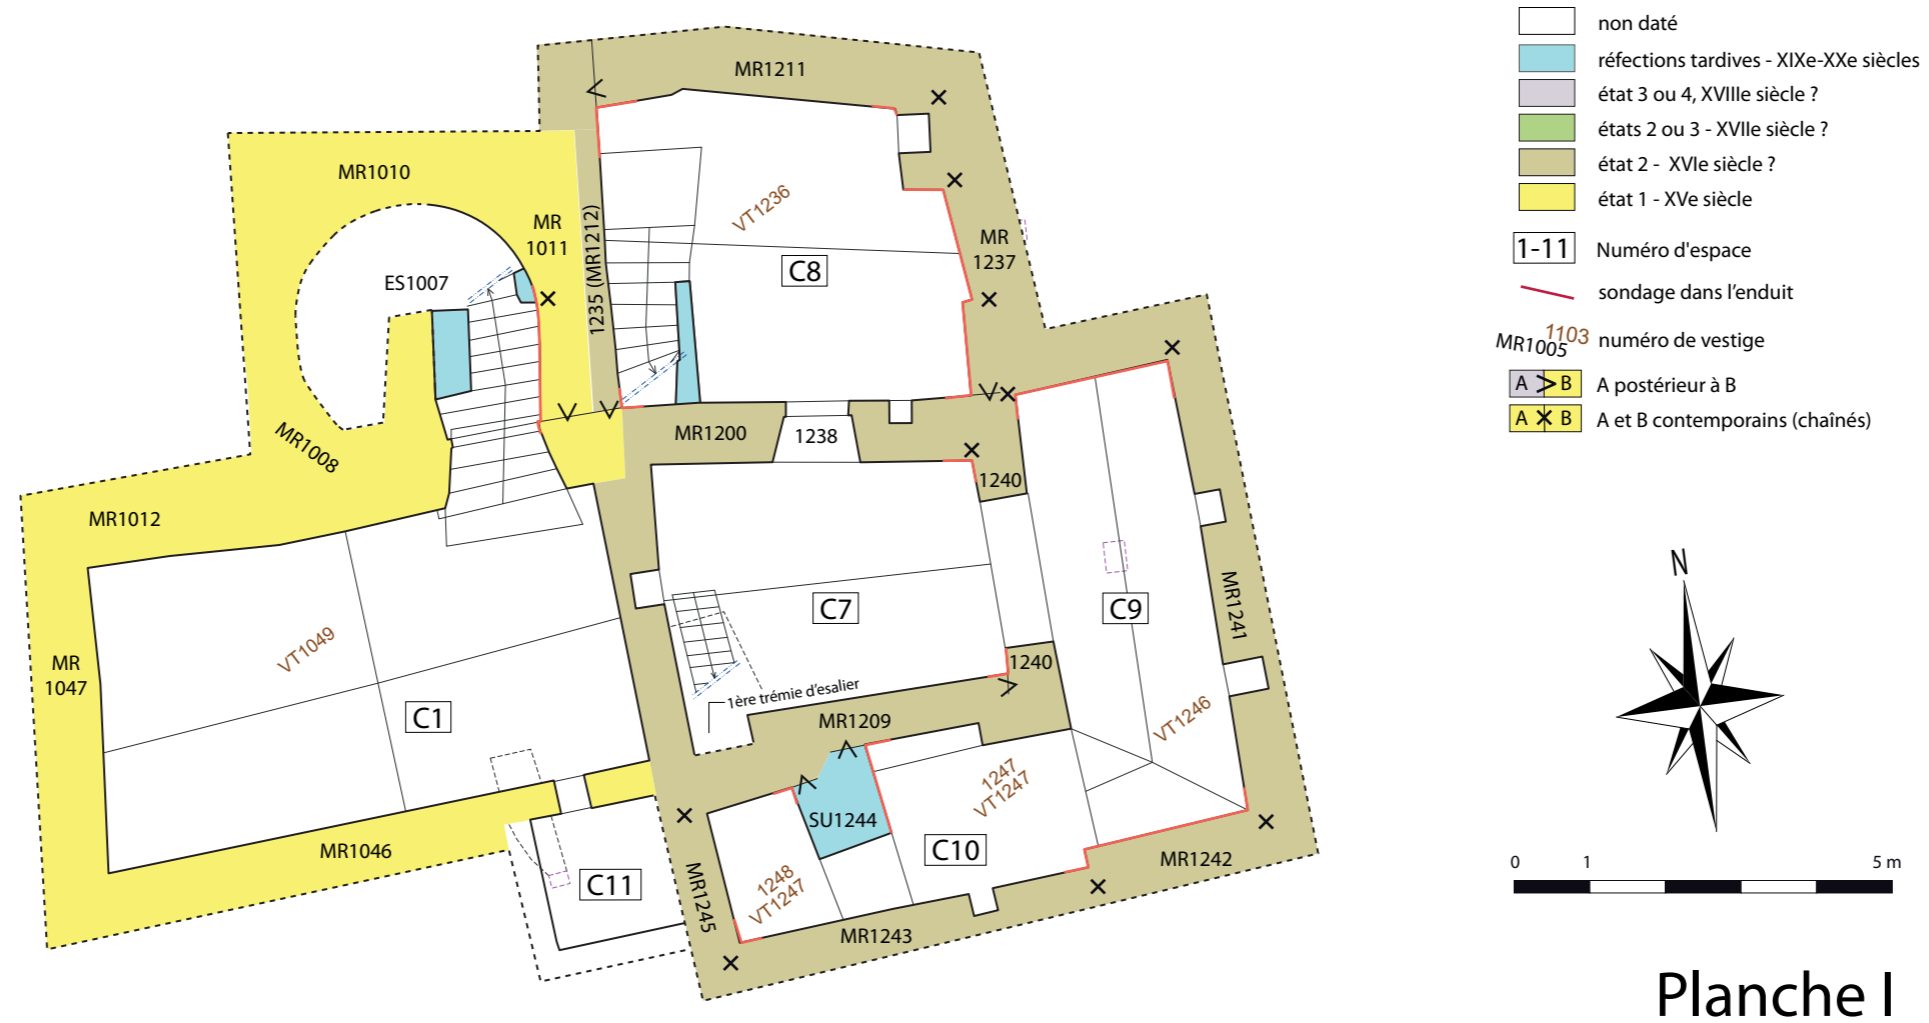 MR1211
MR1010
MR
1011
ES1007
1235 (MR1212)
VT1236
C8
MR
1237
MR1008
MR1200
1238
1240
MR1012
VT1049
MR
1047
C1
C7
C9
MR1241
1240
1ère trémie d'esalier
MR1209
VT1246
1247
VT1247
SU1244
C10
MR1046
C11
1248
VT1247
MR1245
MR1242
MR1243
non daté
réfections tardives - XIXe-XXe siècles
état 3 ou 4, XVIIIe siècle ?
états 2 ou 3 - XVIIe siècle ?
état 2 - XVIe siècle ?
état 1 - XVe siècle
1-11 Numéro d'espace
sondage dans l'enduit
MR1005 1103 numéro de vestige
A > B A postérieur à B
A X B A et B contemporains (chaînés)
N
0 1 5 m
Planche I